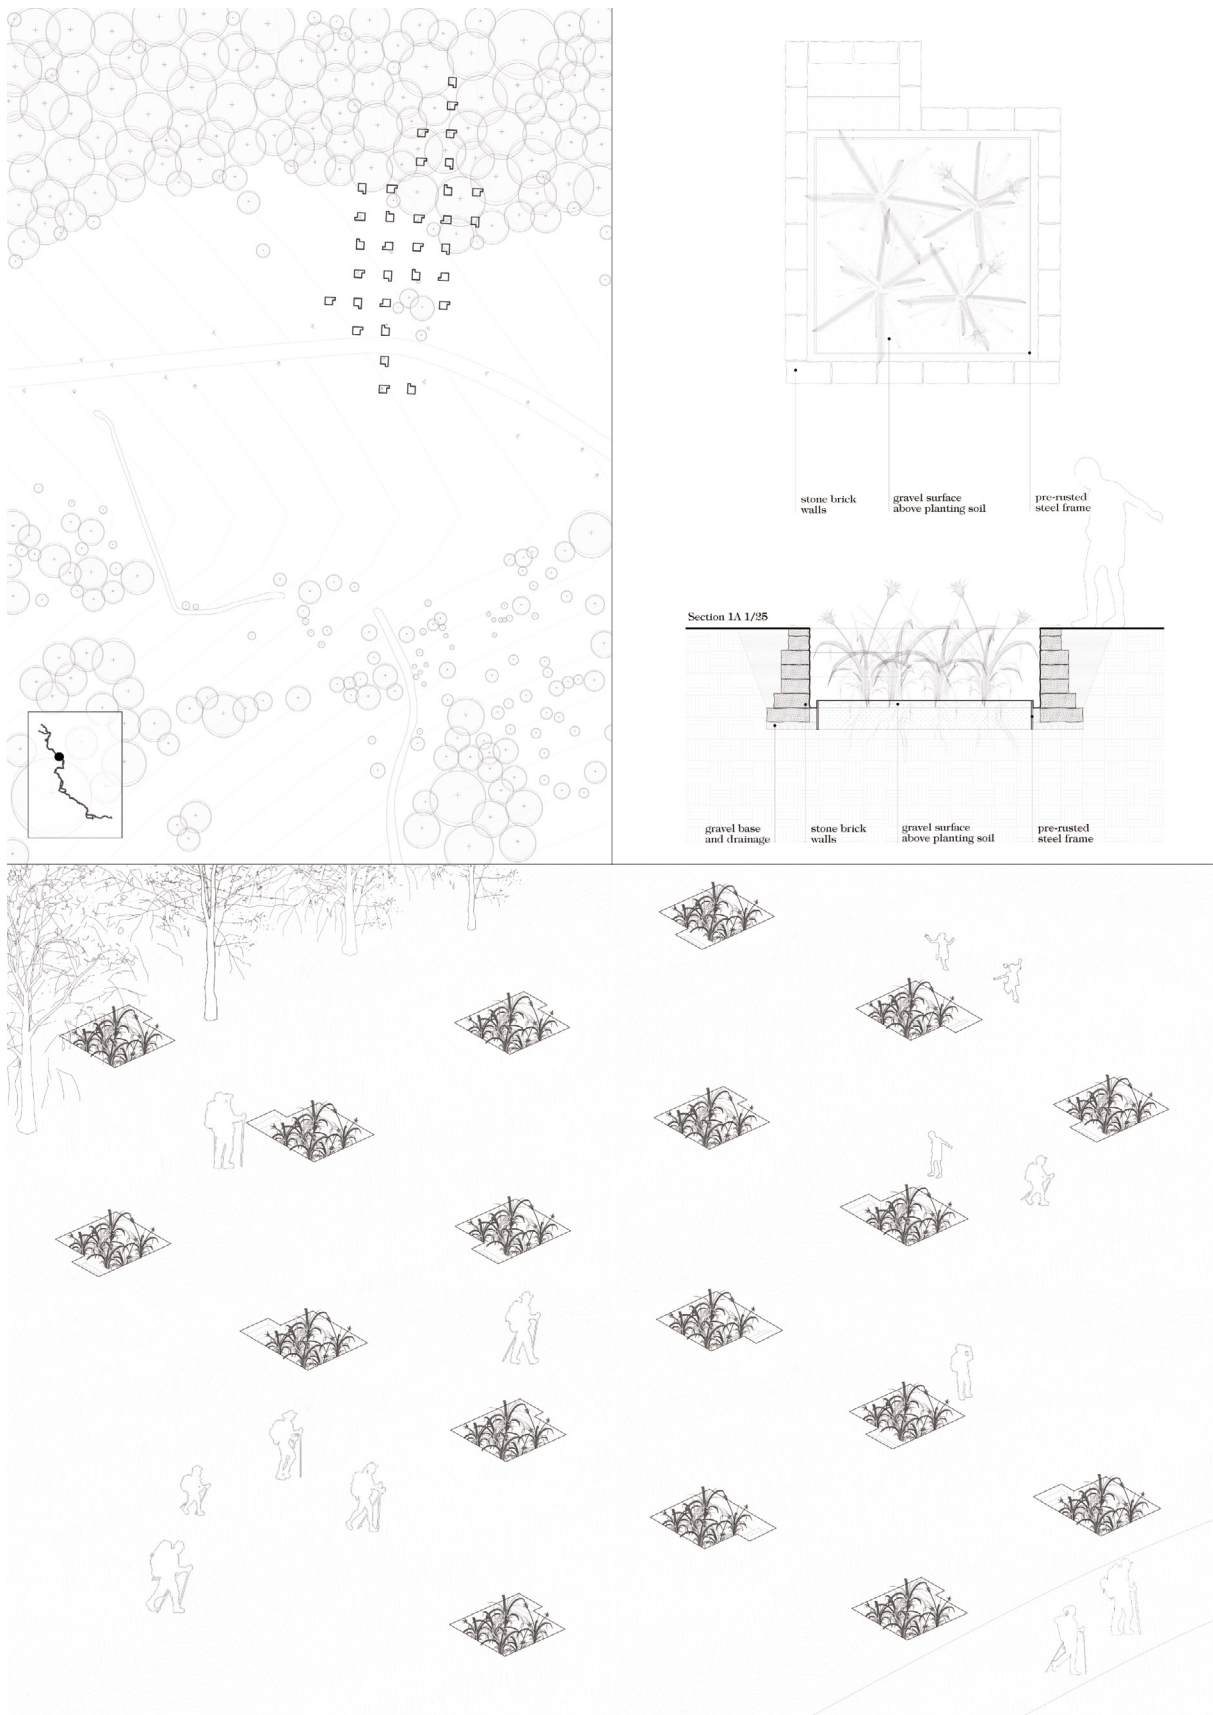 stone brick
walls
gravel surface
above planting soil
pre-rusted
steel frame
Section 1A 1/25
gravel base
and drainage
stone brick
walls
gravel surface
above planting soil
pre-rusted
steel frame